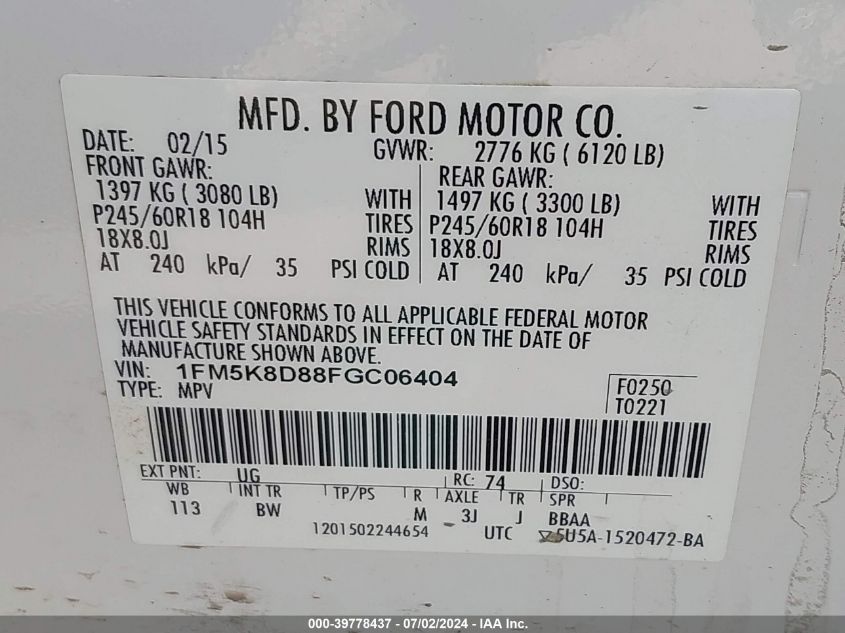 MFD. BY FORD MOTOR CO.
DATE: 02/15 GVWR: 2776 KG ( 6120 LB)
FRONT GAWR: REAR GAWR:
1397 KG ( 3080 LB) WITH 1497 KG ( 3300 LB) WITH
P245/60R18 104H TIRES P245/60R18 104H TIRES
18X8.0J RIMS 18X8.0J RIMS
AT 240 kPa/ 35 PSI COLD AT 240 kPa/ 35 PSI COLD
THIS VEHICLE CONFORMS TO ALL APPLICABLE FEDERAL MOTOR
VEHICLE SAFETY STANDARDS IN EFFECT ON THE DATE OF
MANUFACTURE SHOWN ABOVE.
VIN: 1FM5K8D88FGC06404
TYPE: MPV
F0250
T0221
EXT PNT: UG RC: 74 DSO:
WB INT TR TP/PS R AXLE TR SPR
113 BW M 3J J BBAA
1201502244654 UTC 5U5A-1520472-BA
000-39778437 - 07/02/2024 - IAA Inc.